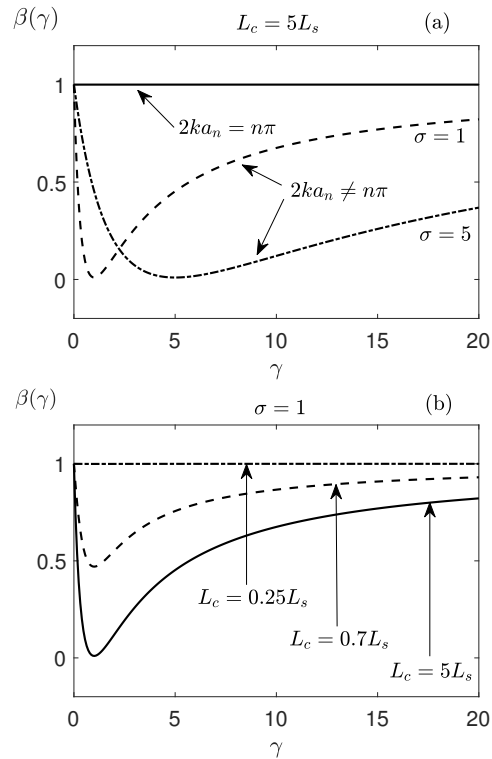 β(γ)
L_c = 5L_s
(a)
1
2ka_n = nπ
σ = 1
0.5
2ka_n ≠ nπ
σ = 5
0
0 5 10 15 20
γ
β(γ)
σ = 1
(b)
1
0.5
L_c = 0.25L_s
L_c = 0.7L_s
0
L_c = 5L_s
0 5 10 15 20
γ